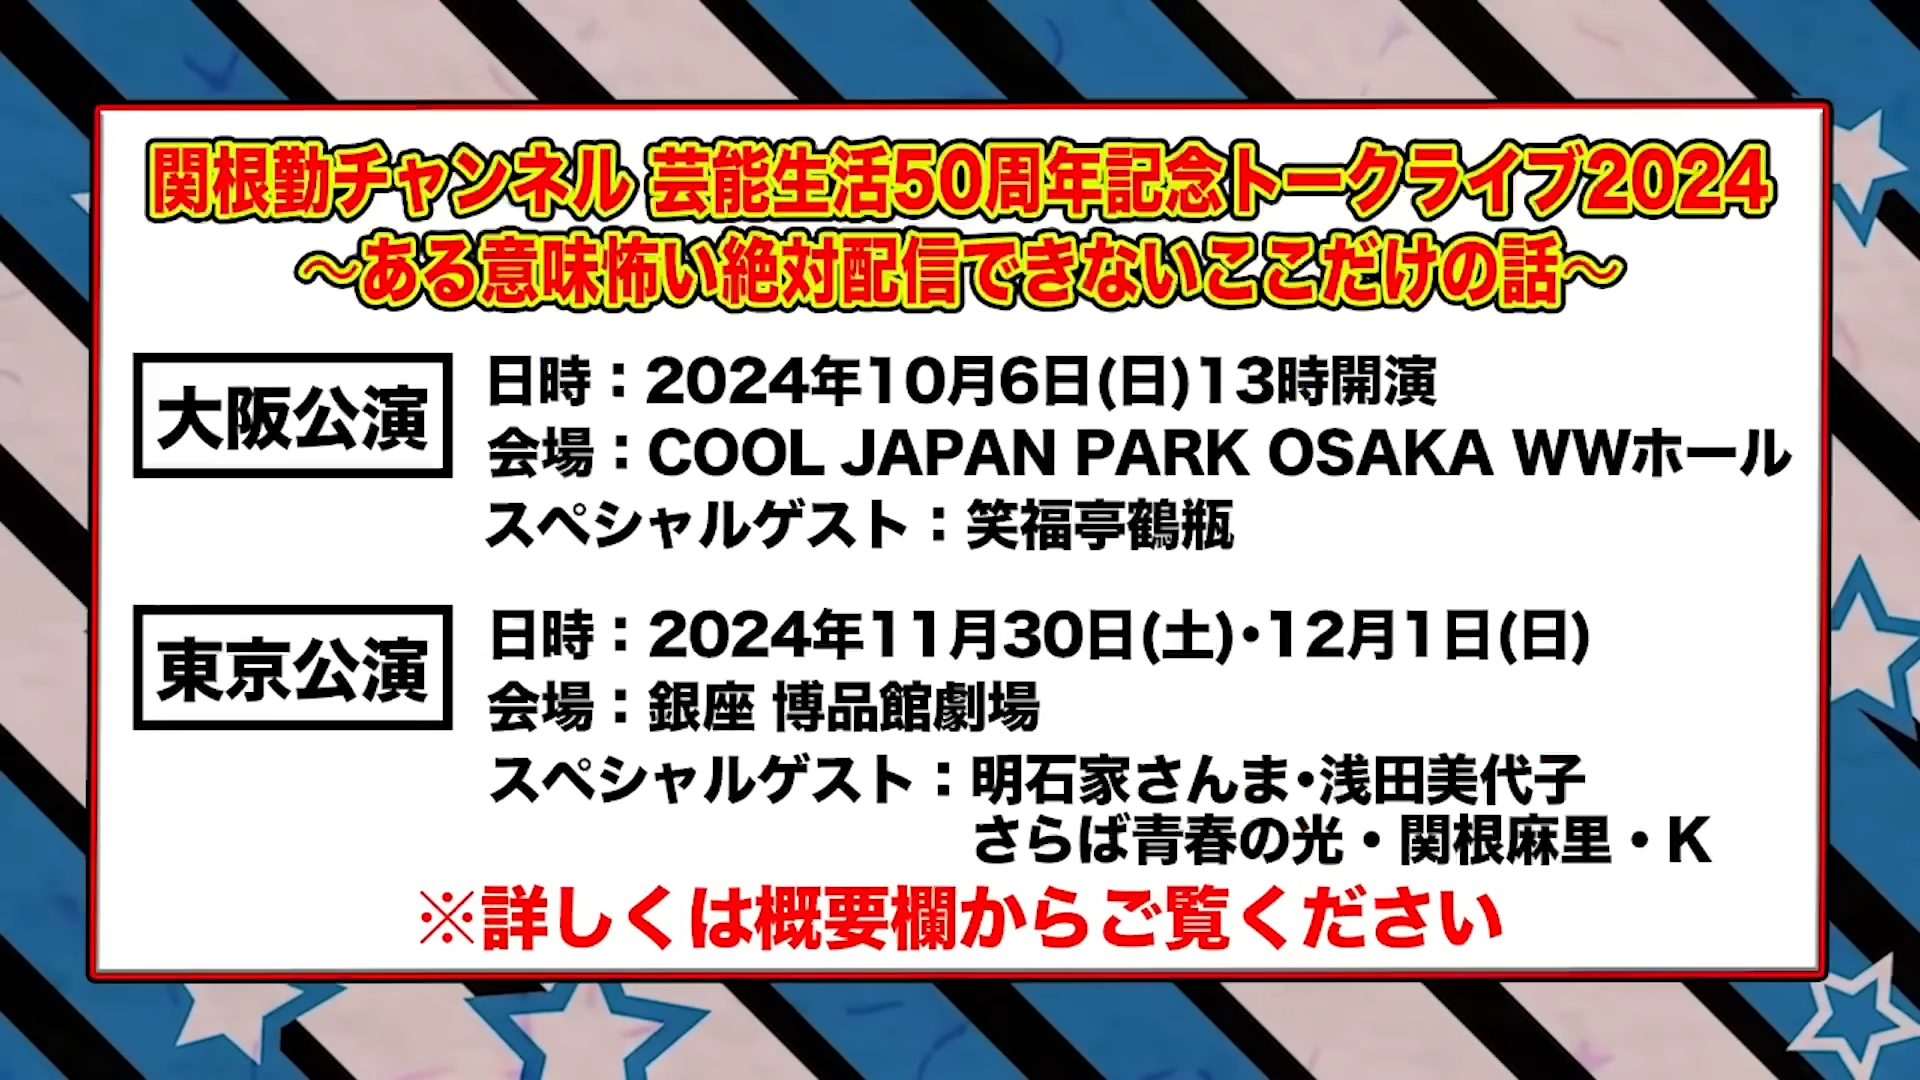 関根勤チャンネル 芸能生活50周年記念トークライブ2024
～ある意味怖い絶対配信できないここだけの話～
大阪公演
日時：2024年10月6日(日)13時開演
会場：COOL JAPAN PARK OSAKA WWホール
スペシャルゲスト：笑福亭鶴瓶
東京公演
日時：2024年11月30日(土)・12月1日(日)
会場：銀座 博品館劇場
スペシャルゲスト：明石家さんま・浅田美代子
さらば青春の光・関根麻里・K
※詳しくは概要欄からご覧ください